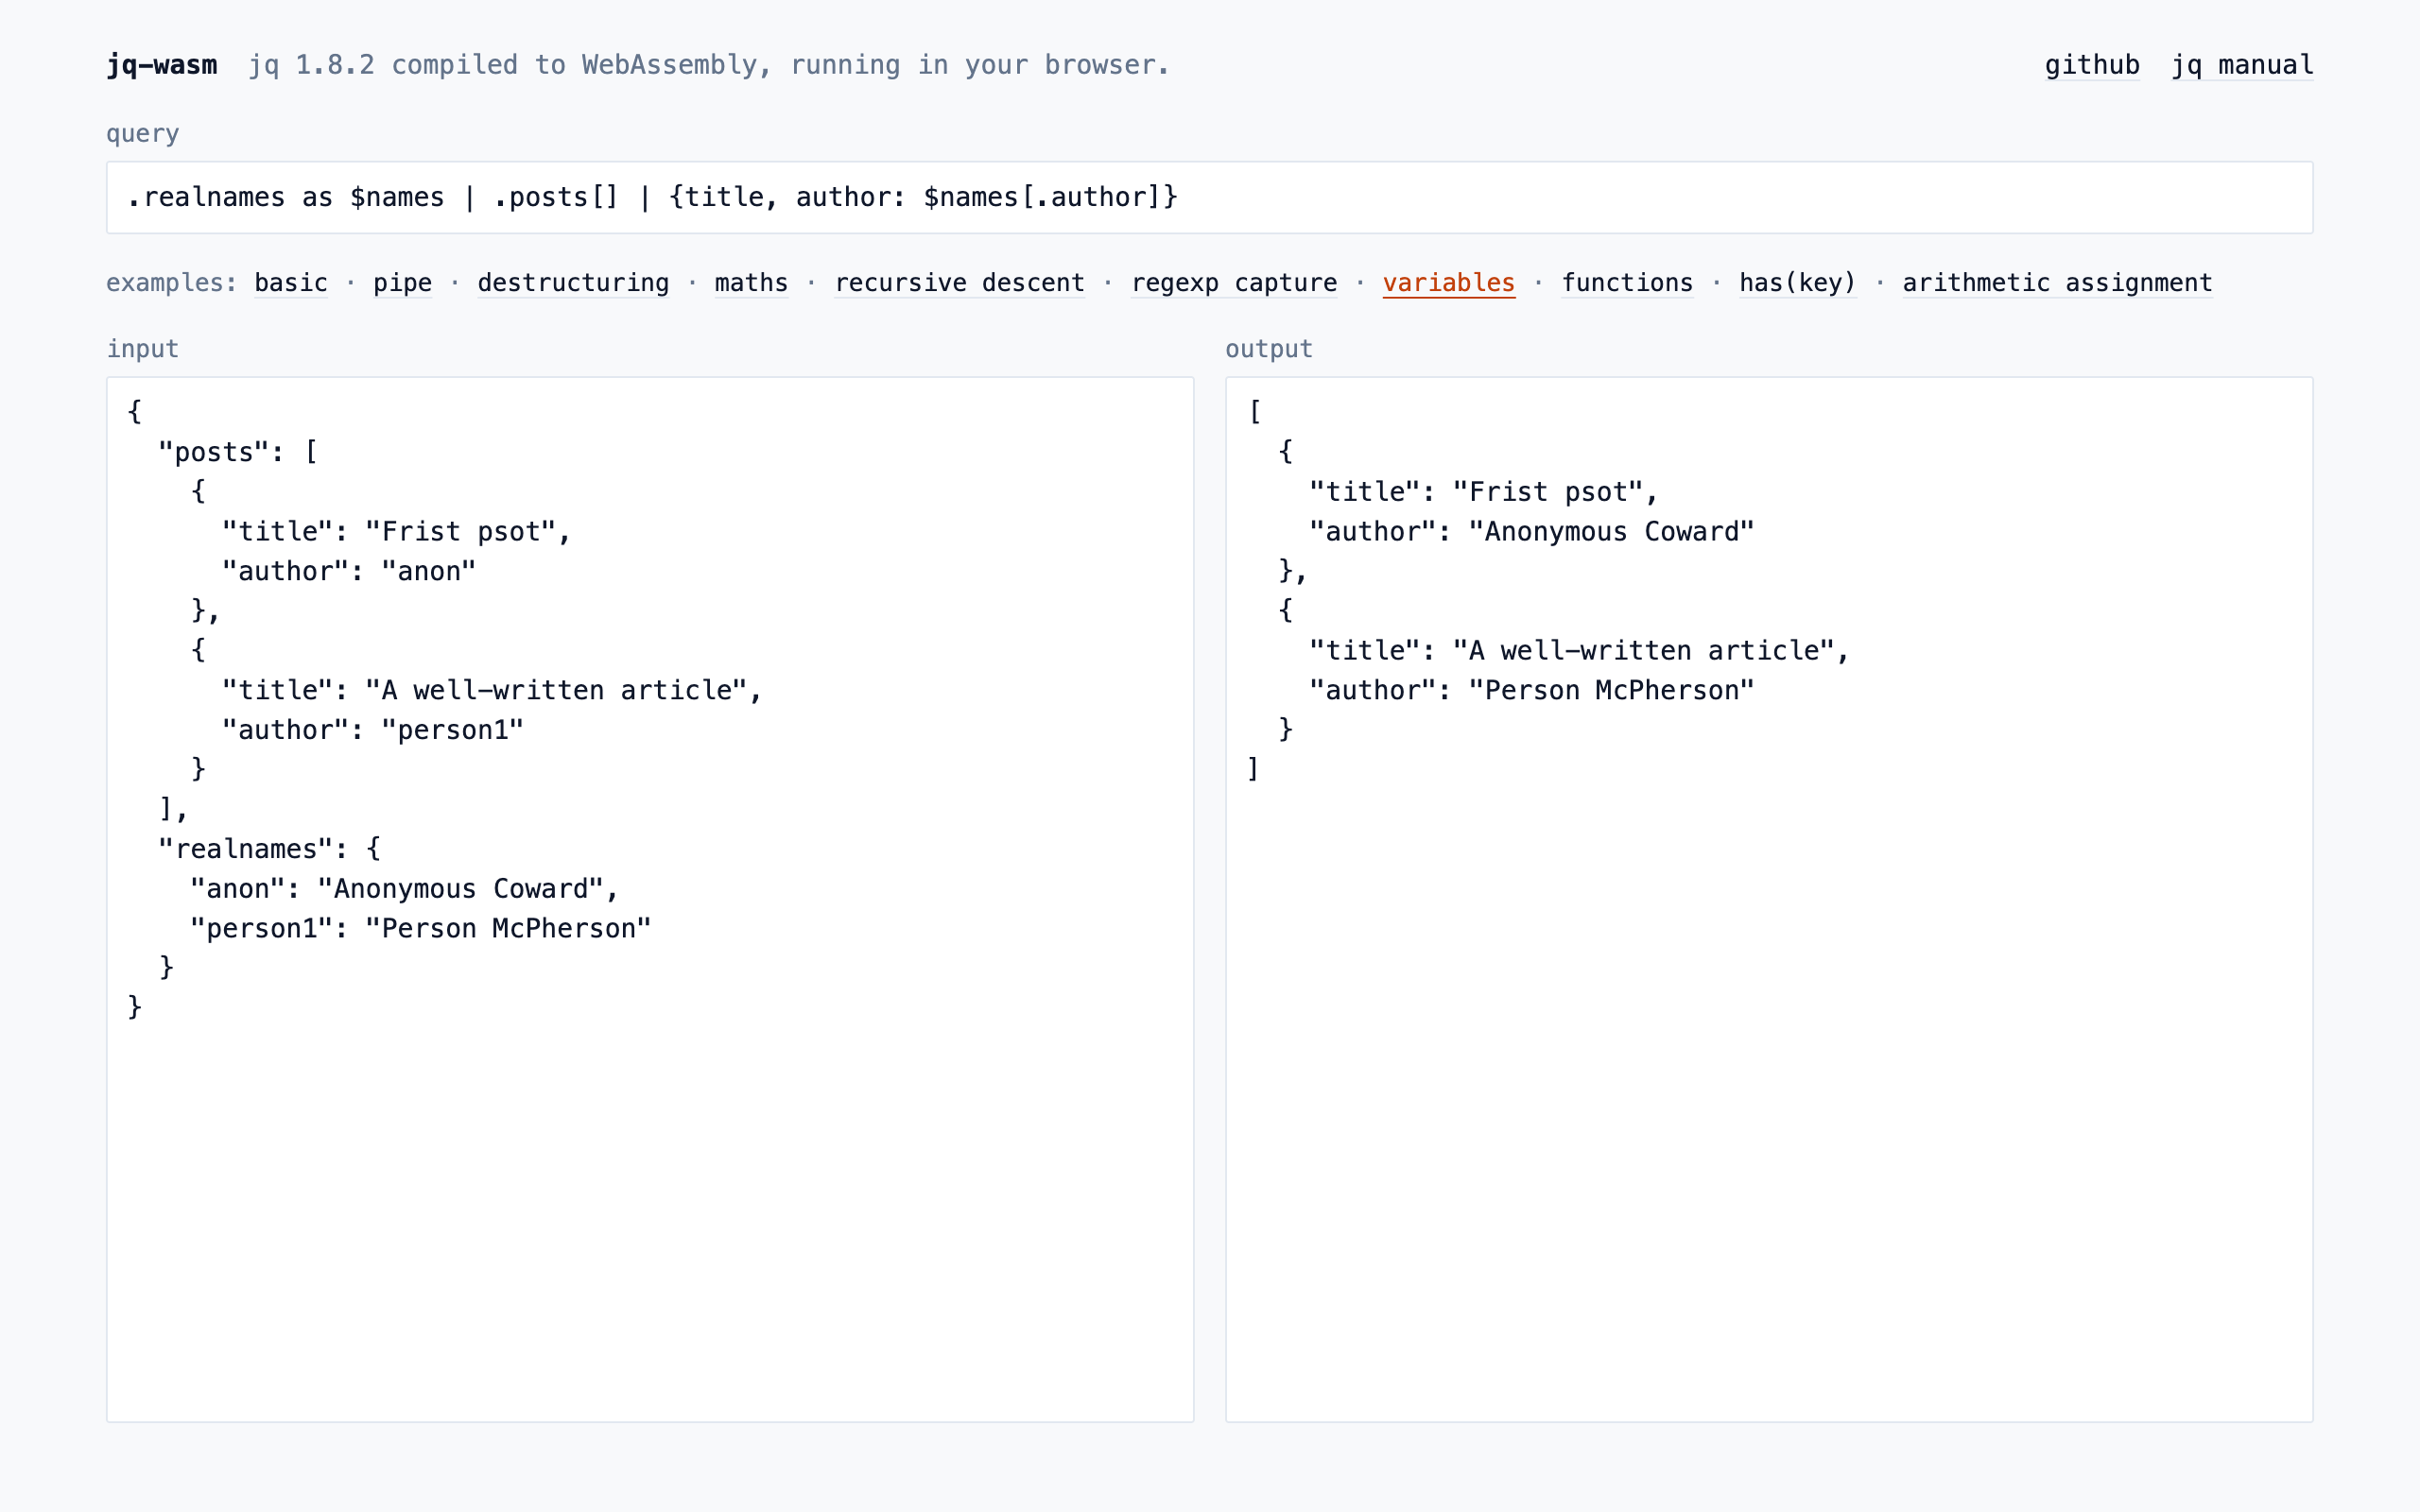 jq-wasm jq 1.8.2 compiled to WebAssembly, running in your browser. github jq manual
query
.realnames as $names | .posts[] | {title, author: $names[.author]}
examples: basic · pipe · destructuring · maths · recursive descent · regexp capture · variables · functions · has(key) · arithmetic assignment
input
{
  "posts": [
    {
      "title": "Frist psot",
      "author": "anon"
    },
    {
      "title": "A well-written article",
      "author": "person1"
    }
  ],
  "realnames": {
    "anon": "Anonymous Coward",
    "person1": "Person McPherson"
  }
}
output
[
  {
    "title": "Frist psot",
    "author": "Anonymous Coward"
  },
  {
    "title": "A well-written article",
    "author": "Person McPherson"
  }
]